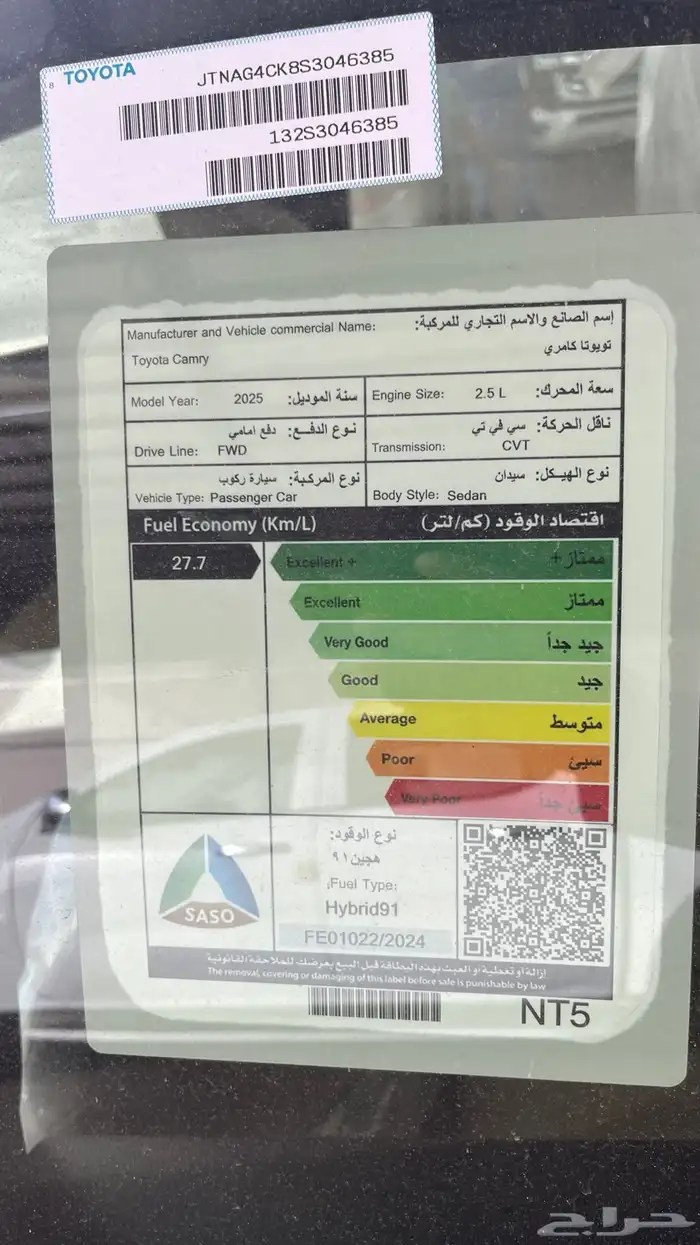 8 TOYOTA
JTNAG4CK8S3046385
132S3046385
إسم الصانع والاسم التجاري للمركبة:
Manufacturer and Vehicle commercial Name:
تويوتا كامري
Toyota Camry
Model Year: 2025 سنة الموديل:
Engine Size: 2.5 L سعة المحرك:
نوع الدفع: دفع امامي
Drive Line: FWD
ناقل الحركة: سي في تي
Transmission: CVT
نوع المركبة: سيارة ركوب
Vehicle Type: Passenger Car
نوع الهيكل: سيدان
Body Style: Sedan
Fuel Economy (Km/L) اقتصاد الوقود (كم/لتر)
27.7
Excellent + ممتاز +
Excellent ممتاز
Very Good جيد جداً
Good جيد
Average متوسط
Poor سيئ
Very Poor سيئ جداً
SASO
نوع الوقود:
هجين٩١
Fuel Type:
Hybrid91
FE01022/2024
ازالة أو تغطية او العبث بهذه البطاقة قبل البيع يعرضك للملاحقة القانونية
The removal, covering or damaging of this label before sale is punishable by law
NT5
حراج